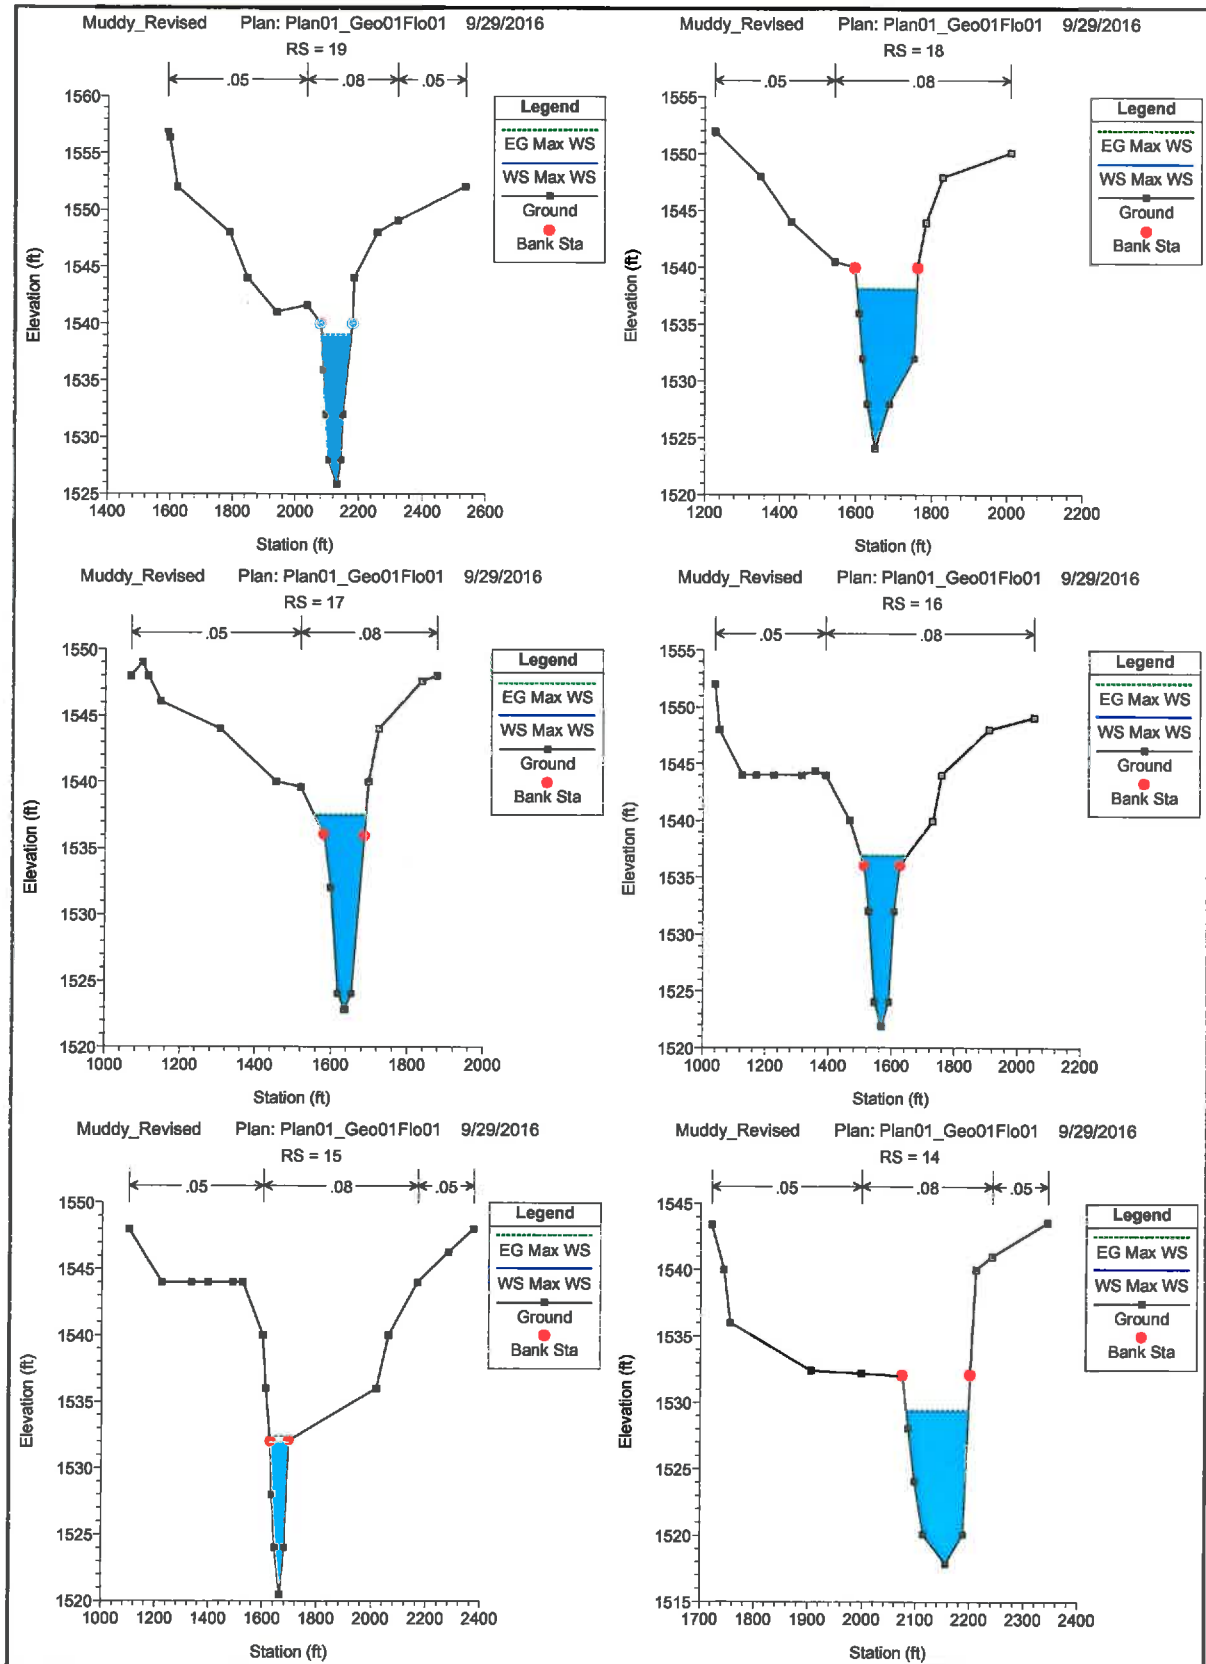 Muddy_Revised Plan: Plan01_Geo01Flo01 9/29/2016
RS = 19
.05 .08 .05
Elevation (ft)
1560
1555
1550
1545
1540
1535
1530
1525
1400 1600 1800 2000 2200 2400 2600
Station (ft)
Legend
EG Max WS
WS Max WS
Ground
Bank Sta
Muddy_Revised Plan: Plan01_Geo01Flo01 9/29/2016
RS = 18
.05 .08
Elevation (ft)
1555
1550
1545
1540
1535
1530
1525
1520
1200 1400 1600 1800 2000 2200
Station (ft)
Legend
EG Max WS
WS Max WS
Ground
Bank Sta
Muddy_Revised Plan: Plan01_Geo01Flo01 9/29/2016
RS = 17
.05 .08
Elevation (ft)
1550
1545
1540
1535
1530
1525
1520
1000 1200 1400 1600 1800 2000
Station (ft)
Legend
EG Max WS
WS Max WS
Ground
Bank Sta
Muddy_Revised Plan: Plan01_Geo01Flo01 9/29/2016
RS = 16
.05 .08
Elevation (ft)
1555
1550
1545
1540
1535
1530
1525
1520
1000 1200 1400 1600 1800 2000 2200
Station (ft)
Legend
EG Max WS
WS Max WS
Ground
Bank Sta
Muddy_Revised Plan: Plan01_Geo01Flo01 9/29/2016
RS = 15
.05 .08 .05
Elevation (ft)
1550
1545
1540
1535
1530
1525
1520
1000 1200 1400 1600 1800 2000 2200 2400
Station (ft)
Legend
EG Max WS
WS Max WS
Ground
Bank Sta
Muddy_Revised Plan: Plan01_Geo01Flo01 9/29/2016
RS = 14
.05 .08 .05
Elevation (ft)
1545
1540
1535
1530
1525
1520
1515
1700 1800 1900 2000 2100 2200 2300 2400
Station (ft)
Legend
EG Max WS
WS Max WS
Ground
Bank Sta